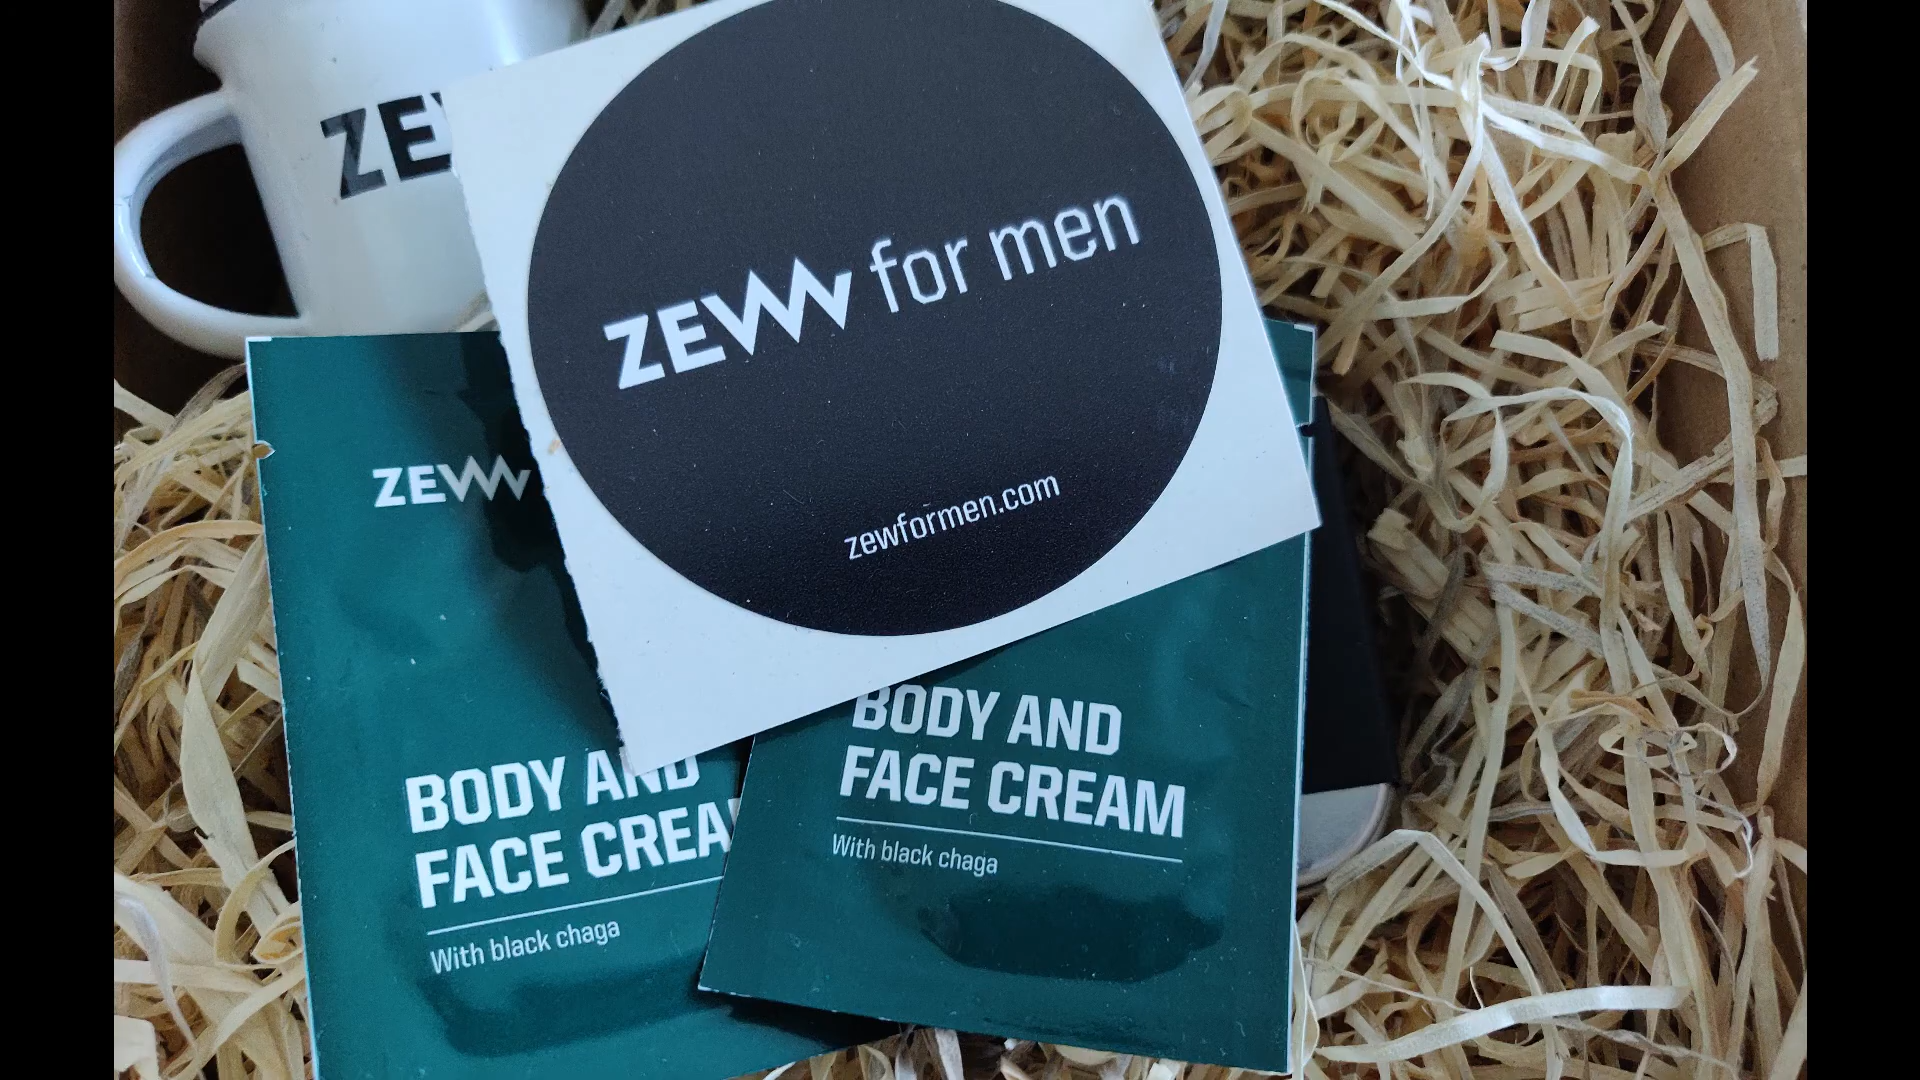 ZEW for men
zewformen.com
ZEW
BODY AND
FACE CREA
With black chaga
BODY AND
FACE CREAM
With black chaga